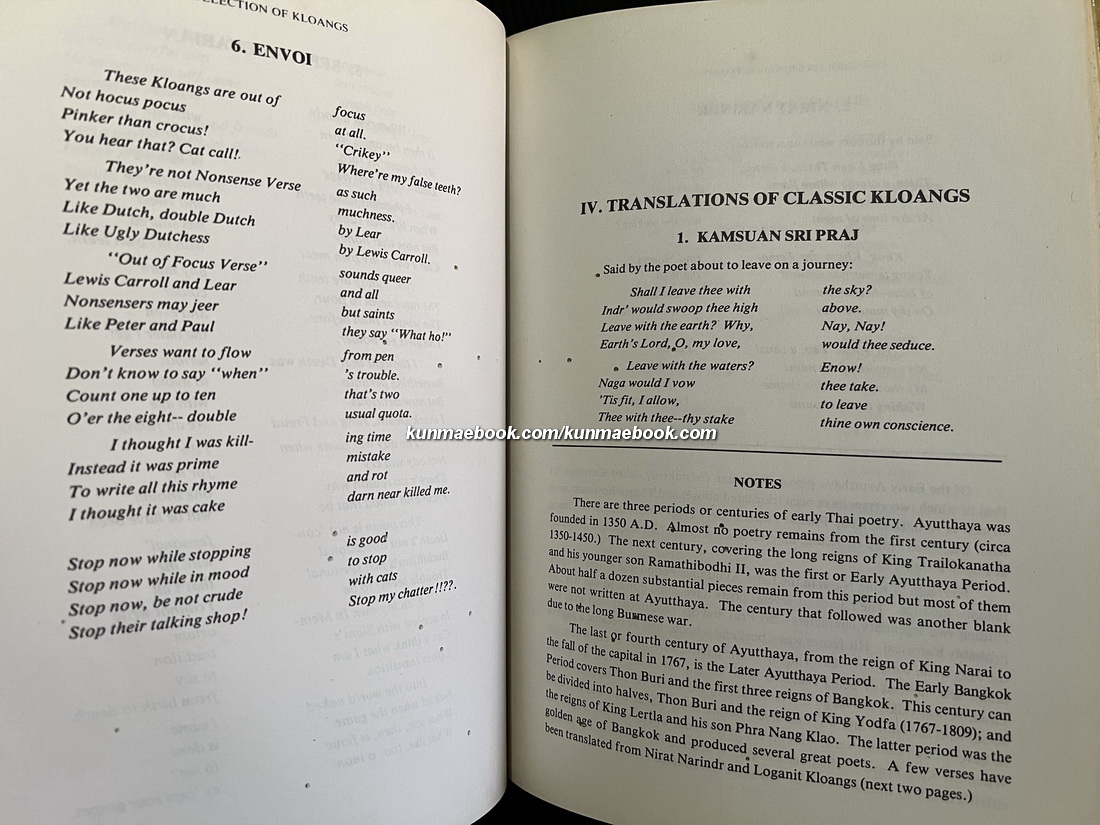 LECTION OF KLOANGS
6. ENVOI
These Kloangs are out of focus
Not hocus pocus at all.
Pinker than crocus! "Crikey"
You hear that? Cat call! Where're my false teeth?
They're not Nonsense Verse as such
Yet the two are much muchness.
Like Dutch, double Dutch by Lear
Like Ugly Dutchess by Lewis Carroll.
"Out of Focus Verse" sounds queer
Lewis Carroll and Lear and all
Nonsensers may jeer but saints
Like Peter and Paul they say "What ho!"
Verses want to flow from pen
Don't know to say "when" 's trouble.
Count one up to ten that's two
O'er the eight-- double usual quota.
I thought I was kill- ing time
Instead it was prime mistake
To write all this rhyme and rot
I thought it was cake darn near killed me.
Stop now while stopping is good
Stop now while in mood to stop
Stop now, be not crude with cats
Stop their talking shop! Stop my chatter!!??.
IV. TRANSLATIONS OF CLASSIC KLOANGS
1. KAMSUAN SRI PRAJ
Said by the poet about to leave on a journey:
Shall I leave thee with the sky?
Indr' would swoop thee high above.
Leave with the earth? Why, Nay, Nay!
Earth's Lord, O, my love, would thee seduce.
Leave with the waters? Enow!
Naga would I vow thee take.
'Tis fit, I allow, to leave
Thee with thee--thy stake thine own conscience.
kunmaebook.com/kunmaebook.com
NOTES
There are three periods or centuries of early Thai poetry. Ayutthaya was
founded in 1350 A.D. Almost no poetry remains from the first century (circa
1350-1450.) The next century, covering the long reigns of King Trailokanatha
and his younger son Ramathibodhi II, was the first or Early Ayutthaya Period.
About half a dozen substantial pieces remain from this period but most of them
were not written at Ayutthaya. The century that followed was another blank
due to the long Burmese war.
The last or fourth century of Ayutthaya, from the reign of King Narai to
the fall of the capital in 1767, is the Later Ayutthaya Period. The Early Bangkok
Period covers Thon Buri and the first three reigns of Bangkok. This century can
be divided into halves, Thon Buri and the reign of King Yodfa (1767-1809); and
the reigns of King Lertla and his son Phra Nang Klao. The latter period was the
golden age of Bangkok and produced several great poets. A few verses have
been translated from Nirat Narindr and Loganit Kloangs (next two pages.)